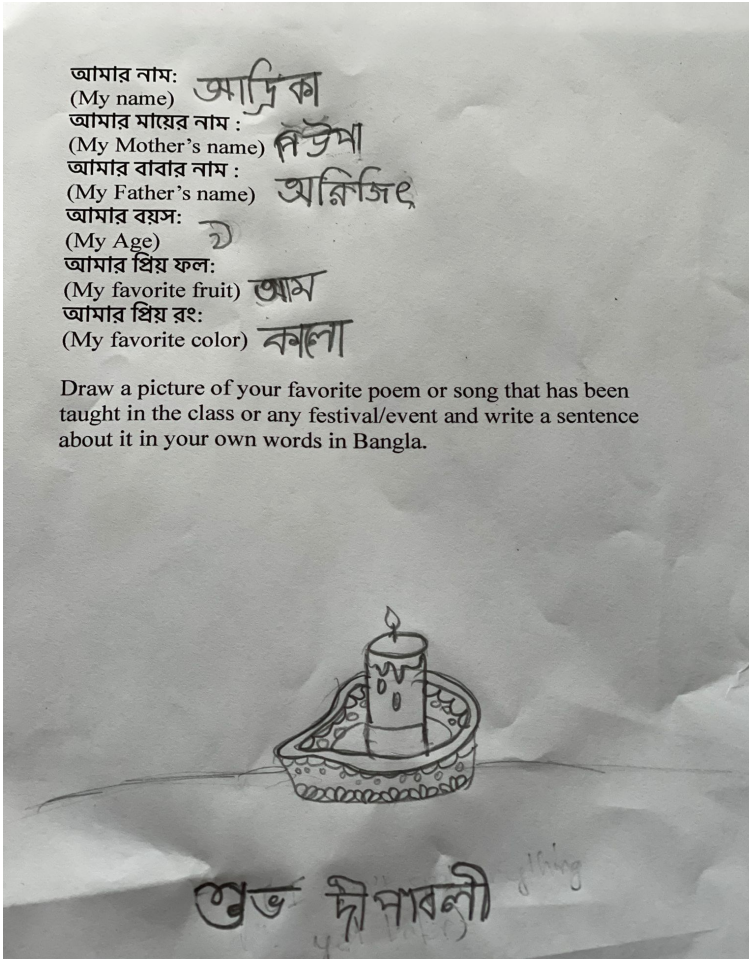 আমার নাম: আদ্রিকা
(My name)
আমার মায়ের নাম :
(My Mother's name) নিউপা
আমার বাবার নাম :
(My Father's name) অরিজিৎ
আমার বয়স:
(My Age)
আমার প্রিয় ফল:
(My favorite fruit) আম
আমার প্রিয় রং:
(My favorite color) কালো
Draw a picture of your favorite poem or song that has been
taught in the class or any festival/event and write a sentence
about it in your own words in Bangla.
শুভ দীপাবলী